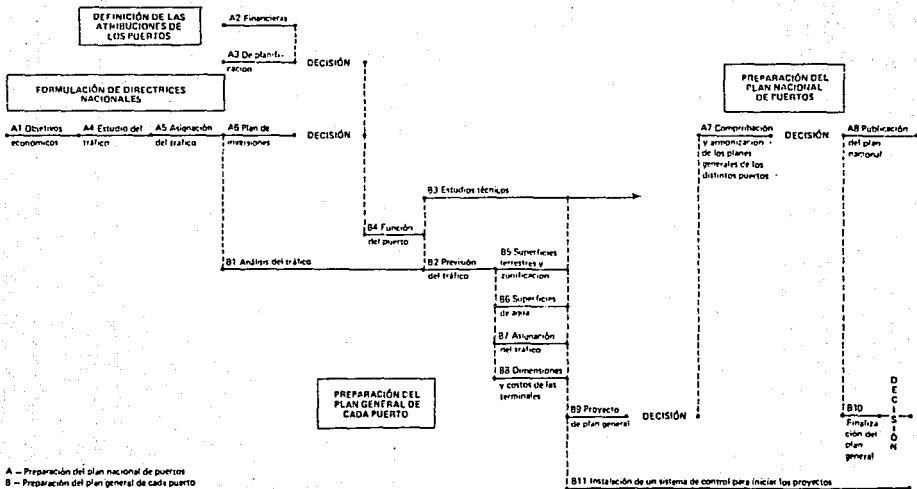 DEFINICIÓN DE LAS
ATRIBUCIONES DE
LOS PUERTOS
A2 Financieras
A3 De planifi-
cación
DECISIÓN
FORMULACIÓN DE DIRECTRICES
NACIONALES
PREPARACIÓN DEL
PLAN NACIONAL
DE PUERTOS
A1 Objetivos
económicos
A4 Estudio del
tráfico
A5 Asignación
del tráfico
A6 Plan de
inversiones
DECISIÓN
A7 Comprobación
y armonización
de los planes
generales de los
distintos puertos
DECISIÓN
A8 Publicación
del plan
nacional
B3 Estudios técnicos
B4 Función
del puerto
B1 Análisis del tráfico
B2 Previsión
del tráfico
B5 Superficies
terrestres y
zonificación
B6 Superficies
de agua
B7 Asignación
del tráfico
B8 Dimensiones
y costos de las
terminales
PREPARACIÓN DEL
PLAN GENERAL DE
CADA PUERTO
B9 Proyecto
de plan general
DECISIÓN
B10
Finaliza
ción del
plan
general
DECISIÓN
A – Preparación del plan nacional de puertos
B – Preparación del plan general de cada puerto
B11 Instalación de un sistema de control para iniciar los proyectos